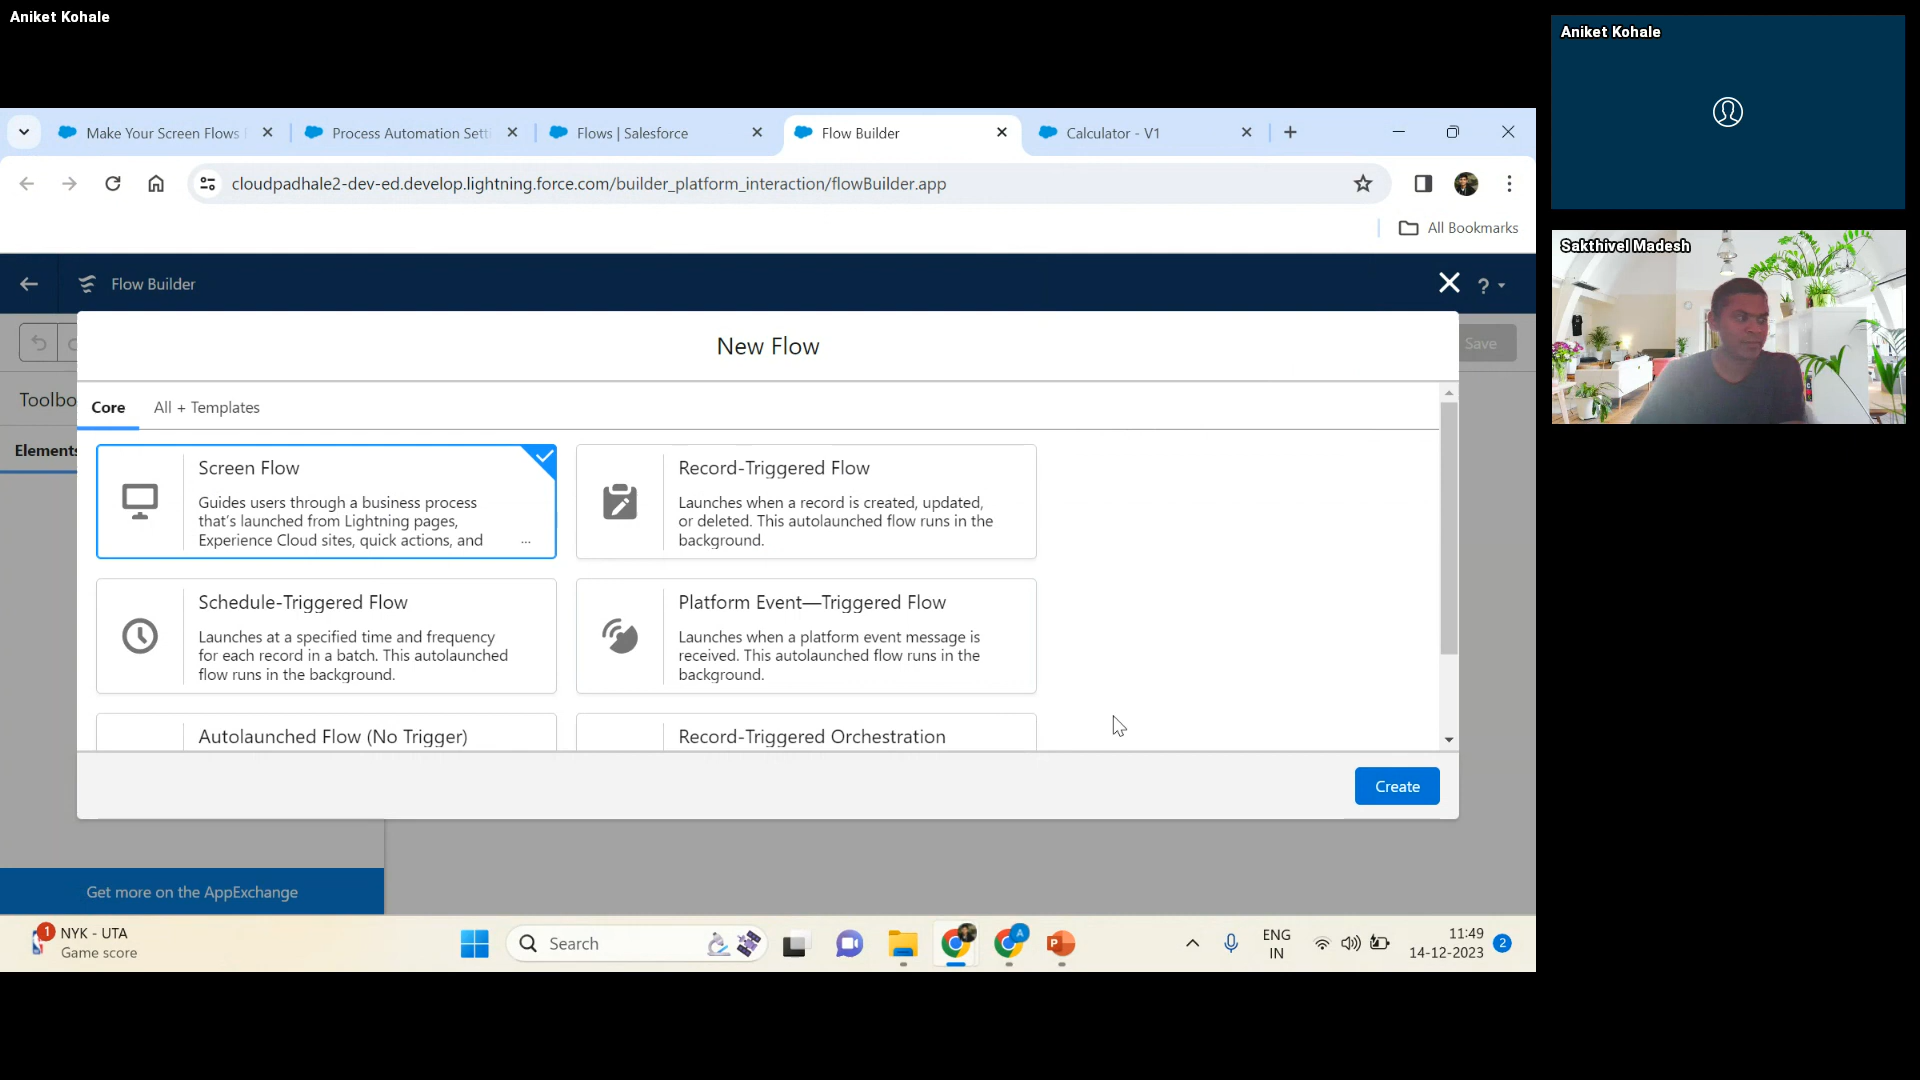 Aniket Kohale
Aniket Kohale
Sakthivel Madesh
Make Your Screen Flows
Process Automation Setti
Flows | Salesforce
Flow Builder
Calculator - V1
cloudpadhale2-dev-ed.develop.lightning.force.com/builder_platform_interaction/flowBuilder.app
All Bookmarks
Flow Builder
?
New Flow
Save
Toolbo
Core
All + Templates
Elements
Screen Flow
Guides users through a business process
that's launched from Lightning pages,
Experience Cloud sites, quick actions, and ...
Record-Triggered Flow
Launches when a record is created, updated,
or deleted. This autolaunched flow runs in the
background.
Schedule-Triggered Flow
Launches at a specified time and frequency
for each record in a batch. This autolaunched
flow runs in the background.
Platform Event—Triggered Flow
Launches when a platform event message is
received. This autolaunched flow runs in the
background.
Autolaunched Flow (No Trigger)
Record-Triggered Orchestration
Create
Get more on the AppExchange
1
NYK - UTA
Game score
Search
A
P
ENG
IN
11:49
14-12-2023
2